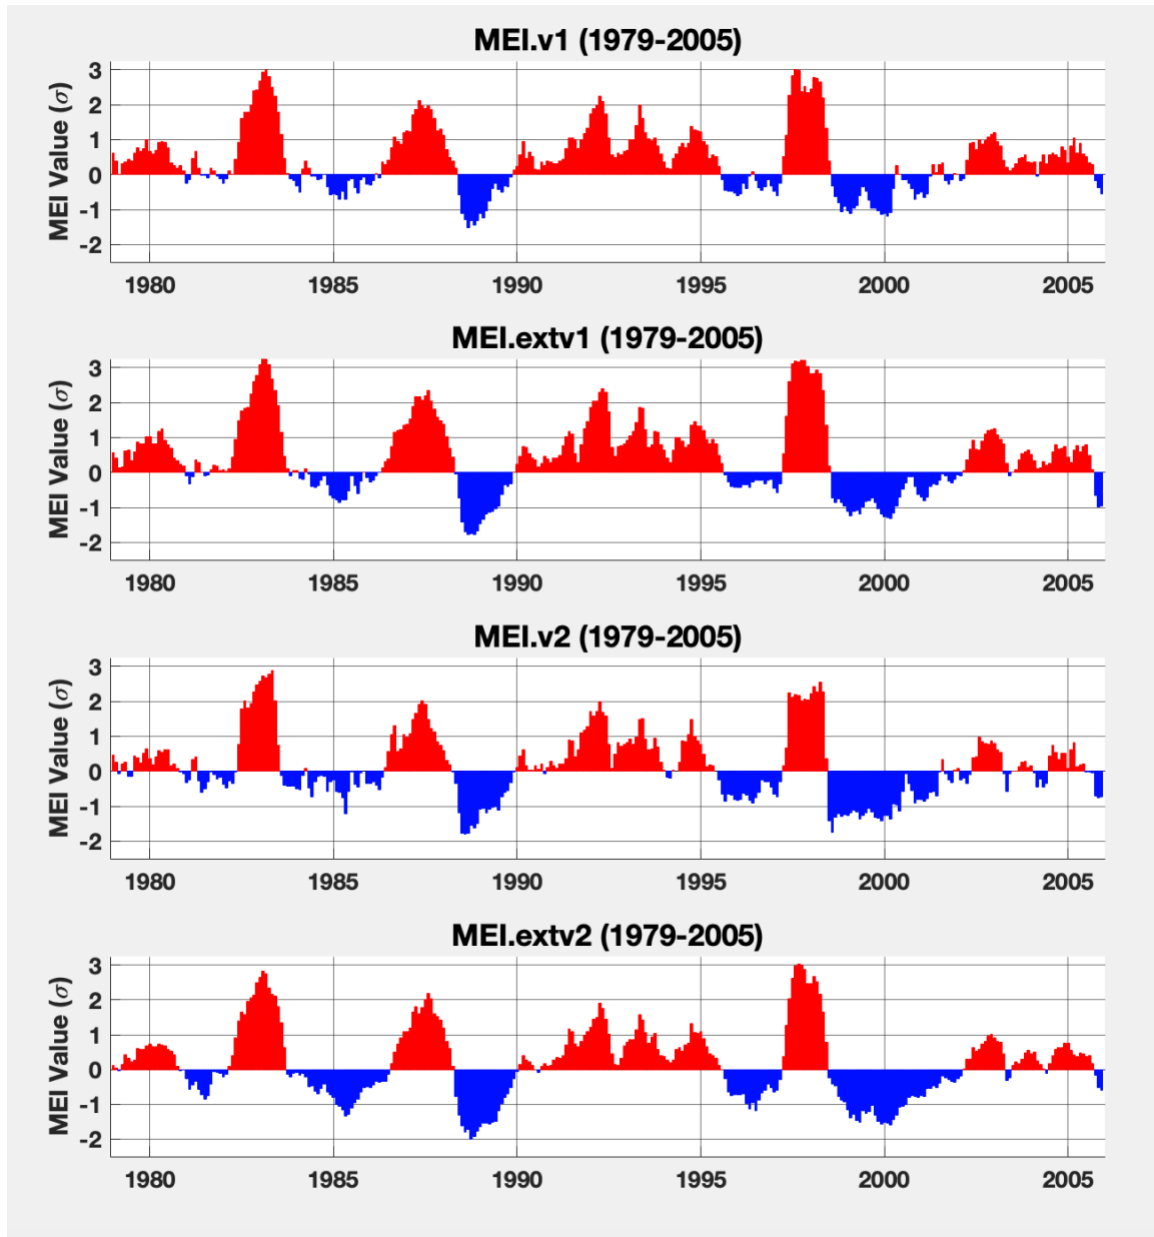 MEI.v1 (1979-2005)
MEI Value (σ)
3
2
1
0
-1
-2
1980 1985 1990 1995 2000 2005
MEI.extv1 (1979-2005)
MEI Value (σ)
3
2
1
0
-1
-2
1980 1985 1990 1995 2000 2005
MEI.v2 (1979-2005)
MEI Value (σ)
3
2
1
0
-1
-2
1980 1985 1990 1995 2000 2005
MEI.extv2 (1979-2005)
MEI Value (σ)
3
2
1
0
-1
-2
1980 1985 1990 1995 2000 2005